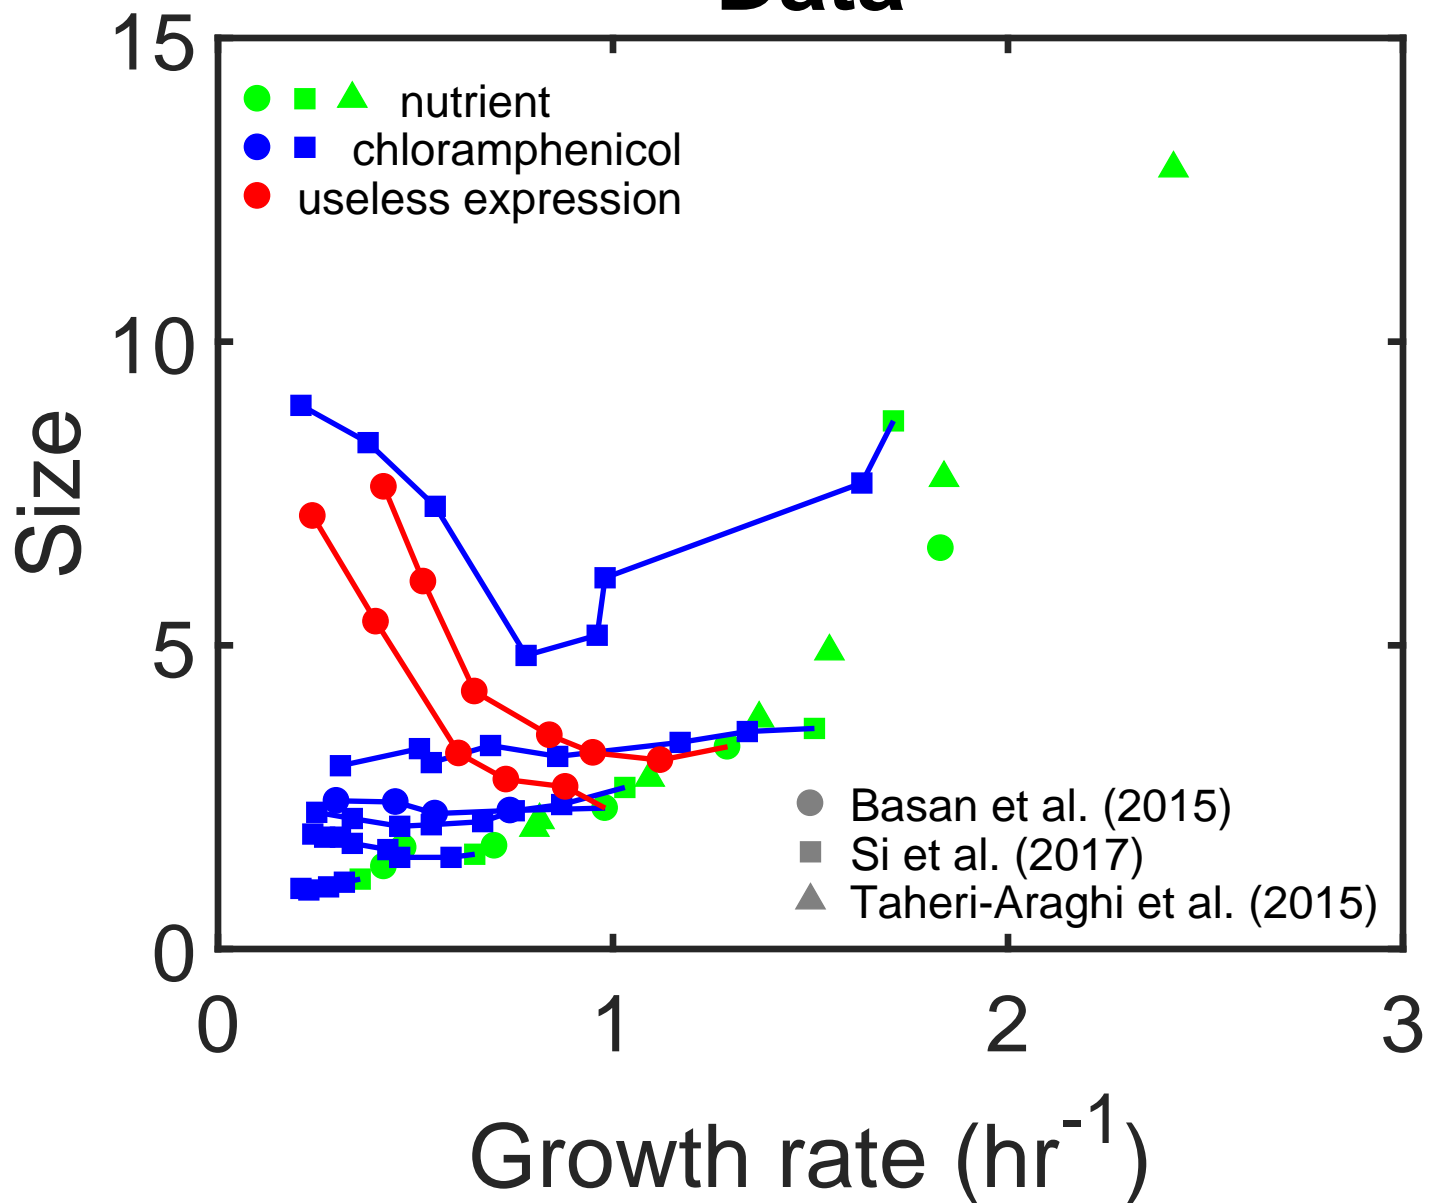 Data
15
10
5
0
Size
nutrient
chloramphenicol
useless expression
Basan et al. (2015)
Si et al. (2017)
Taheri-Araghi et al. (2015)
0 1 2 3
Growth rate (hr⁻¹)